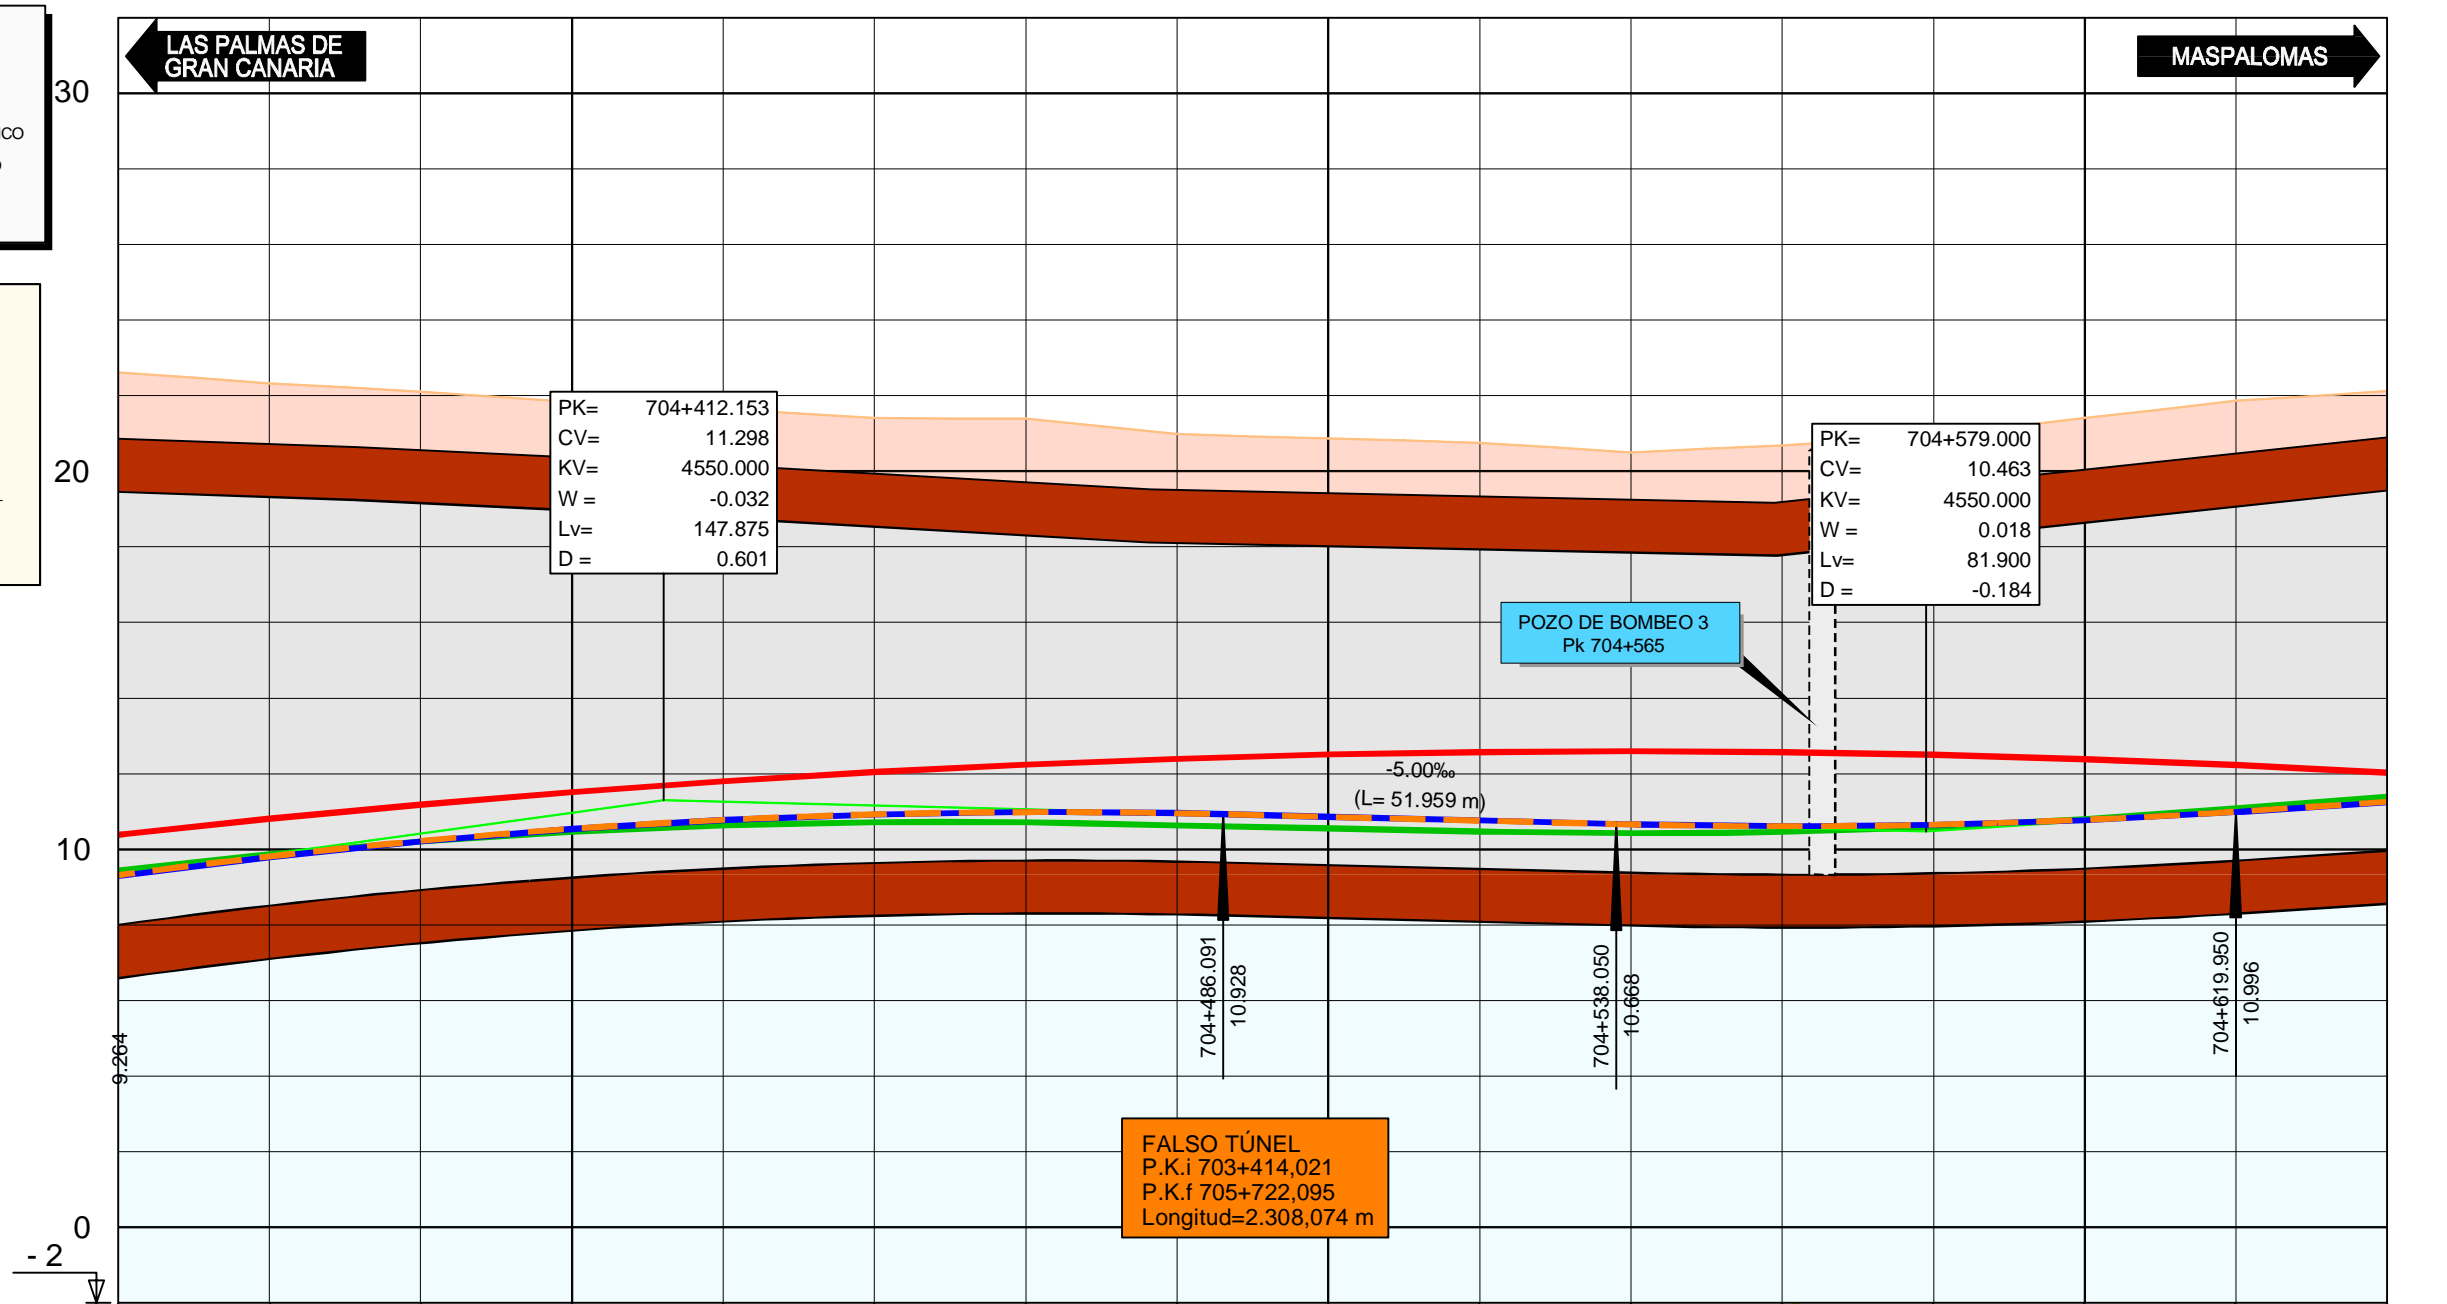 LAS PALMAS DE
GRAN CANARIA
MASPALOMAS
30
20
10
0
- 2
PK= 704+412.153
CV= 11.298
KV= 4550.000
W = -0.032
Lv= 147.875
D = 0.601
PK= 704+579.000
CV= 10.463
KV= 4550.000
W = 0.018
Lv= 81.900
D = -0.184
POZO DE BOMBEO 3
Pk 704+565
-5.00‰
(L= 51.959 m)
704+486.091
10.928
704+538.050
10.668
704+619.950
10.996
9.264
FALSO TÚNEL
P.K.i 703+414,021
P.K.f 705+722,095
Longitud=2.308,074 m